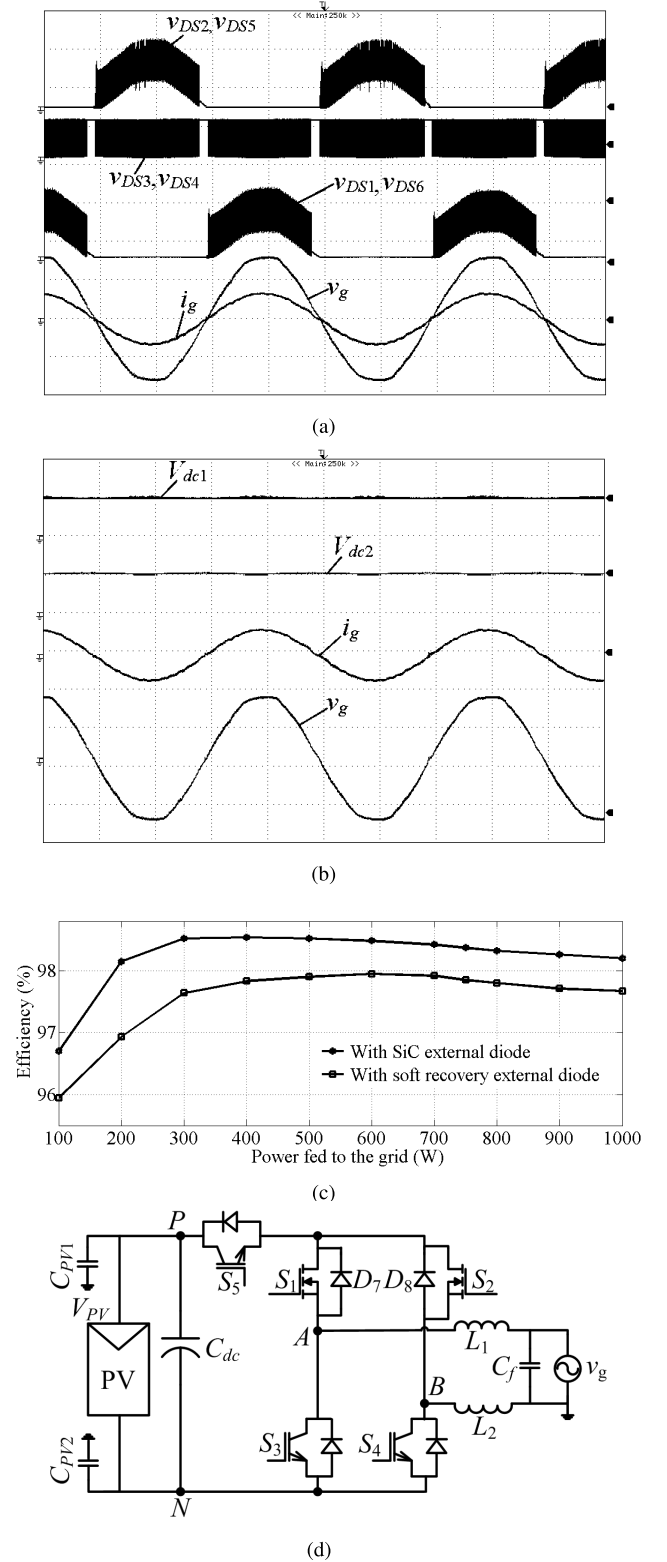 << Main:250k >>
vDS2,vDS5
vDS3,vDS4
vDS1,vDS6
vg
ig
(a)
<< Main:250k >>
Vdc1
Vdc2
ig
vg
(b)
Efficiency (%)
98
97
96
With SiC external diode
With soft recovery external diode
100 200 300 400 500 600 700 800 900 1000
Power fed to the grid (W)
(c)
P
CPV1
S5
S1
D7
D8
S2
VPV
PV
Cdc
A
L1
Cf
vg
B
L2
S3
S4
CPV2
N
(d)